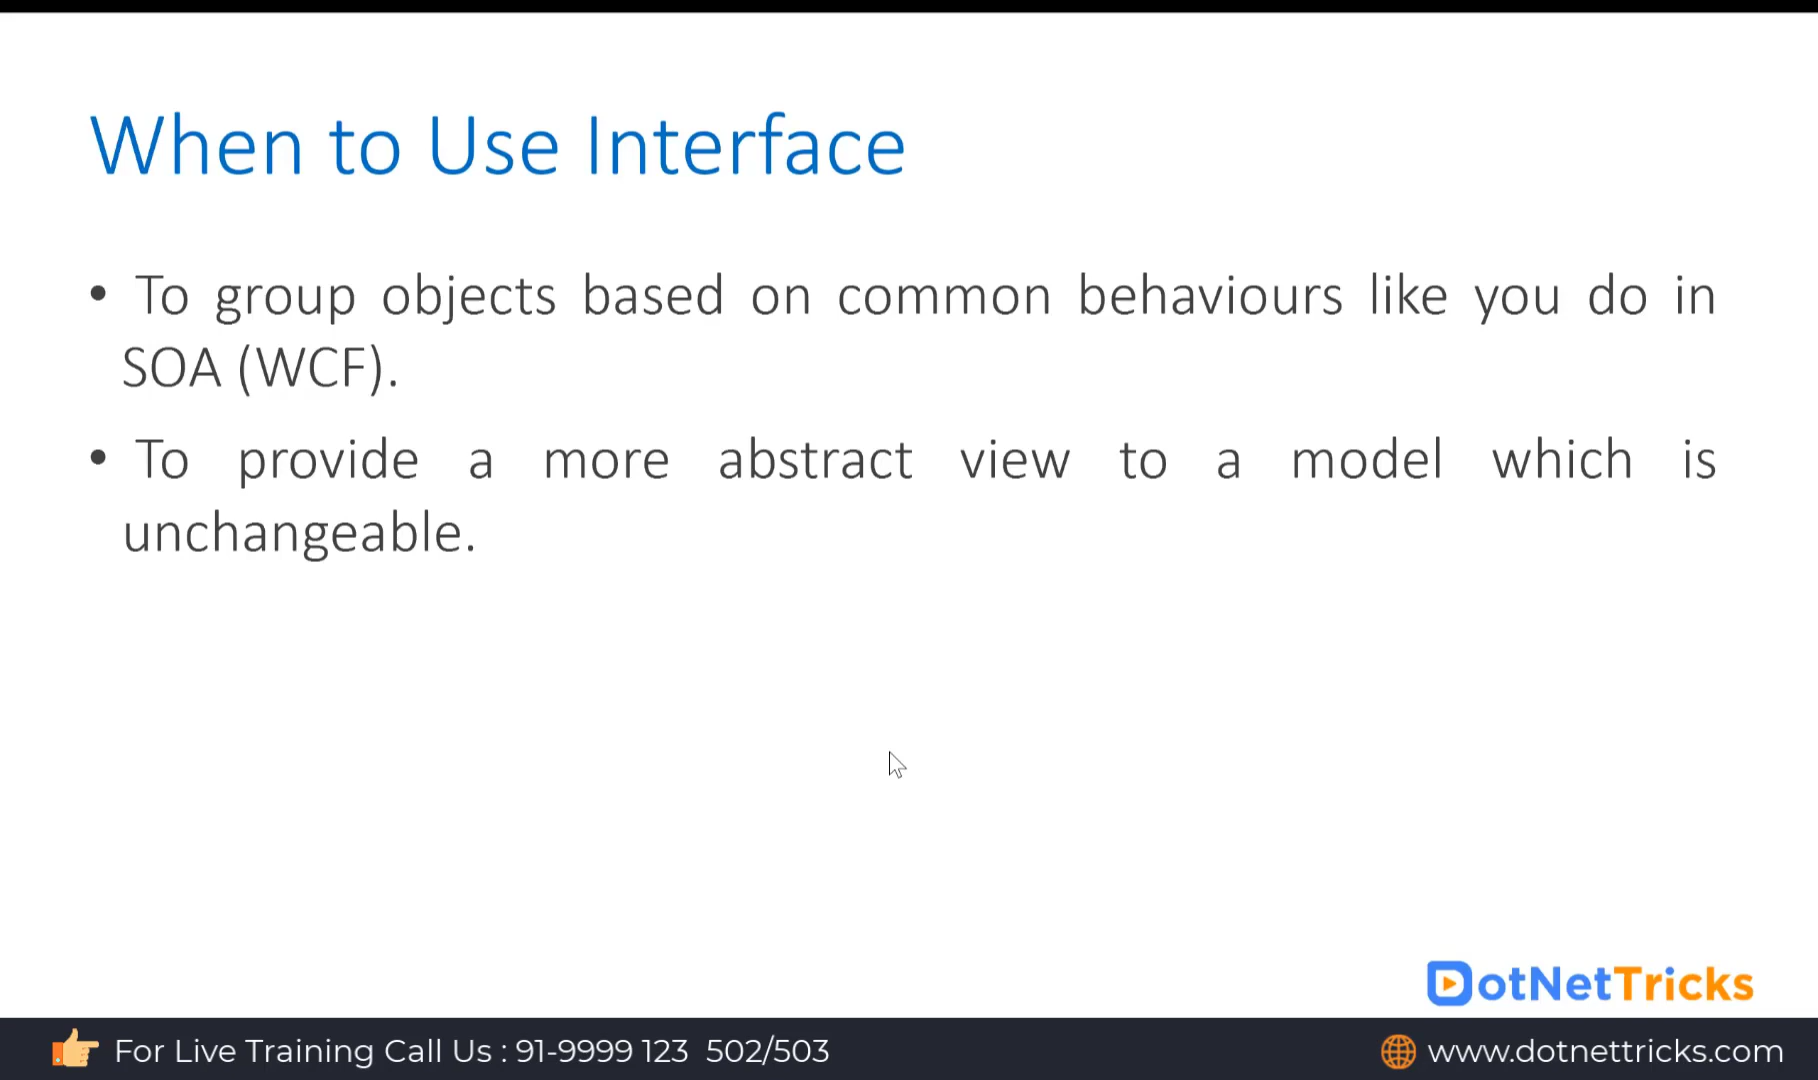 When to Use Interface
• To group objects based on common behaviours like you do in
SOA (WCF).
• To provide a more abstract view to a model which is
unchangeable.
DotNetTricks
For Live Training Call Us : 91-9999 123 502/503
www.dotnettricks.com